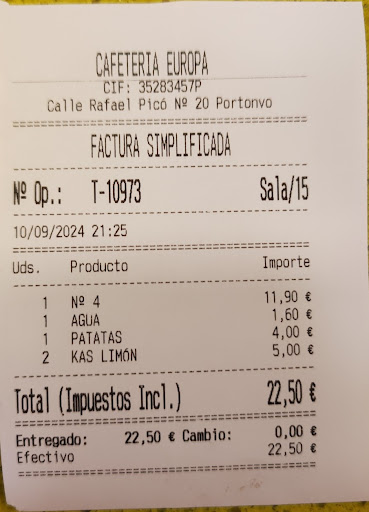 CAFETERIA EUROPA
CIF: 35283457P
Calle Rafael Picó Nº 20 Portonvo
FACTURA SIMPLIFICADA
Nº Op.: T-10973 Sala/15
10/09/2024 21:25
Uds. Producto Importe
1 Nº 4 11,90 €
1 AGUA 1,60 €
1 PATATAS 4,00 €
2 KAS LIMÓN 5,00 €
Total (Impuestos Incl.) 22,50 €
Entregado: 22,50 € Cambio: 0,00 €
Efectivo 22,50 €